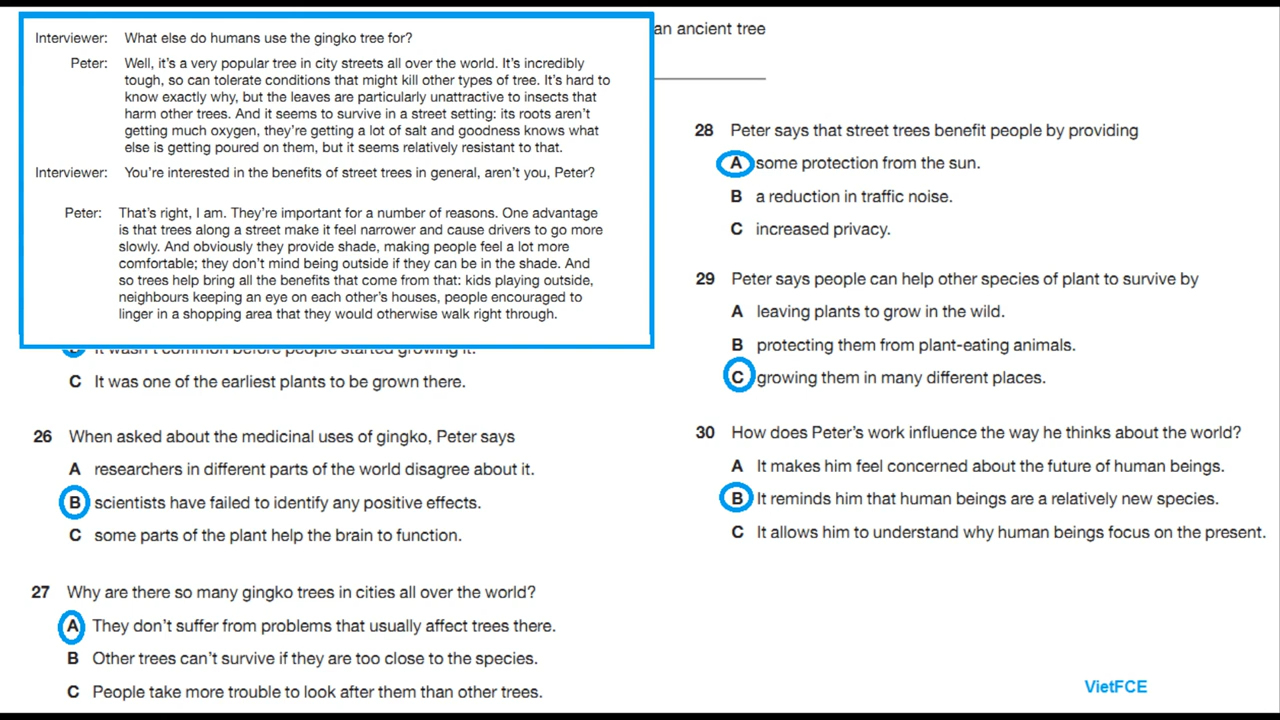 an ancient tree
Interviewer: What else do humans use the gingko tree for?
Peter: Well, it's a very popular tree in city streets all over the world. It's incredibly
tough, so can tolerate conditions that might kill other types of tree. It's hard to
know exactly why, but the leaves are particularly unattractive to insects that
harm other trees. And it seems to survive in a street setting: its roots aren't
getting much oxygen, they're getting a lot of salt and goodness knows what
else is getting poured on them, but it seems relatively resistant to that.
Interviewer: You're interested in the benefits of street trees in general, aren't you, Peter?
Peter: That's right, I am. They're important for a number of reasons. One advantage
is that trees along a street make it feel narrower and cause drivers to go more
slowly. And obviously they provide shade, making people feel a lot more
comfortable; they don't mind being outside if they can be in the shade. And
so trees help bring all the benefits that come from that: kids playing outside,
neighbours keeping an eye on each other's houses, people encouraged to
linger in a shopping area that they would otherwise walk right through.
B It wasn't common before people started growing it.
C It was one of the earliest plants to be grown there.
26 When asked about the medicinal uses of gingko, Peter says
A researchers in different parts of the world disagree about it.
B scientists have failed to identify any positive effects.
C some parts of the plant help the brain to function.
27 Why are there so many gingko trees in cities all over the world?
A They don't suffer from problems that usually affect trees there.
B Other trees can't survive if they are too close to the species.
C People take more trouble to look after them than other trees.
28 Peter says that street trees benefit people by providing
A some protection from the sun.
B a reduction in traffic noise.
C increased privacy.
29 Peter says people can help other species of plant to survive by
A leaving plants to grow in the wild.
B protecting them from plant-eating animals.
C growing them in many different places.
30 How does Peter's work influence the way he thinks about the world?
A It makes him feel concerned about the future of human beings.
B It reminds him that human beings are a relatively new species.
C It allows him to understand why human beings focus on the present.
VietFCE